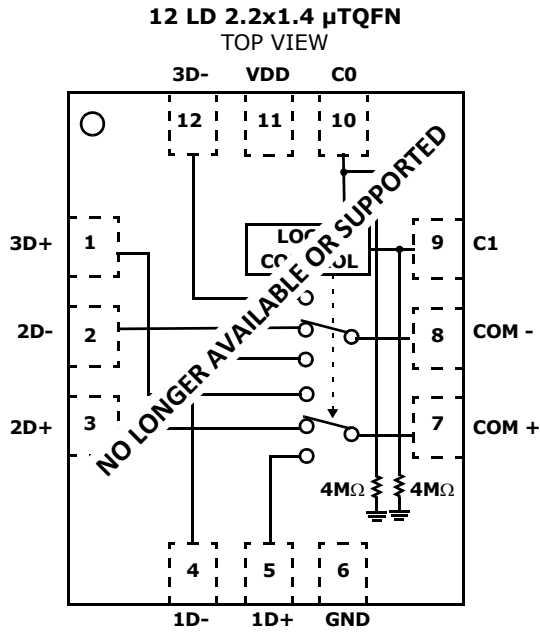 12 LD 2.2x1.4 µTQFN
TOP VIEW
3D- VDD C0
12 11 10
3D+ 1 9 C1
2D- 2 8 COM -
2D+ 3 7 COM +
NO LONGER AVAILABLE OR SUPPORTED
4MΩ 4MΩ
4 5 6
1D- 1D+ GND